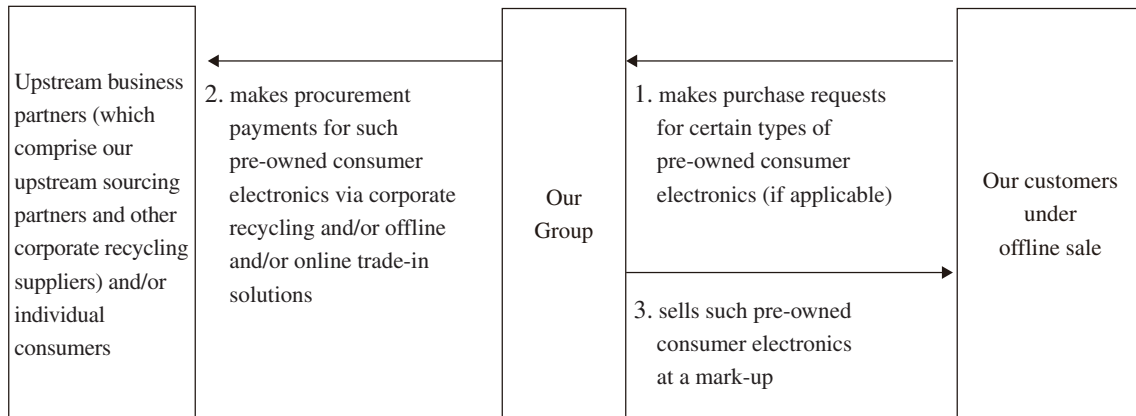 Upstream business
partners (which
comprise our
upstream sourcing
partners and other
corporate recycling
suppliers) and/or
individual
consumers
2. makes procurement
payments for such
pre-owned consumer
electronics via corporate
recycling and/or offline
and/or online trade-in
solutions
Our
Group
1. makes purchase requests
for certain types of
pre-owned consumer
electronics (if applicable)
3. sells such pre-owned
consumer electronics
at a mark-up
Our customers
under
offline sale